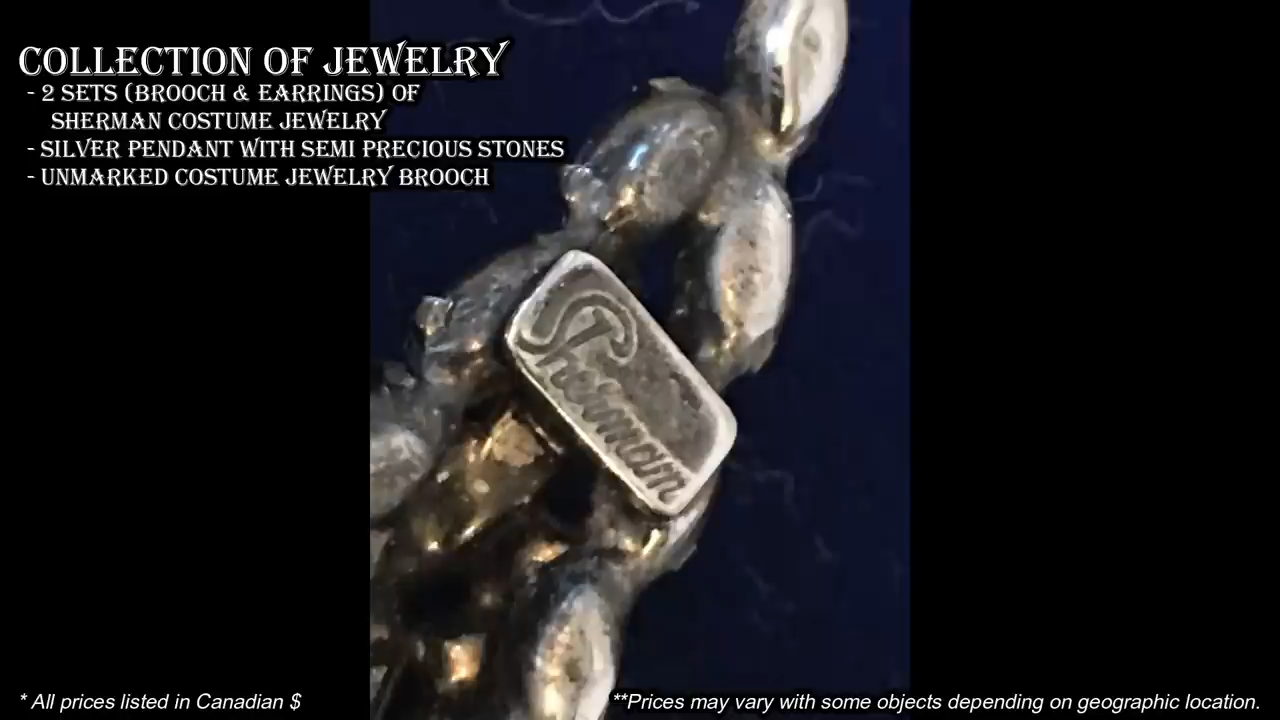 COLLECTION OF JEWELRY
- 2 SETS (BROOCH & EARRINGS) OF
SHERMAN COSTUME JEWELRY
- SILVER PENDANT WITH SEMI PRECIOUS STONES
- UNMARKED COSTUME JEWELRY BROOCH
Sherman
* All prices listed in Canadian $
**Prices may vary with some objects depending on geographic location.